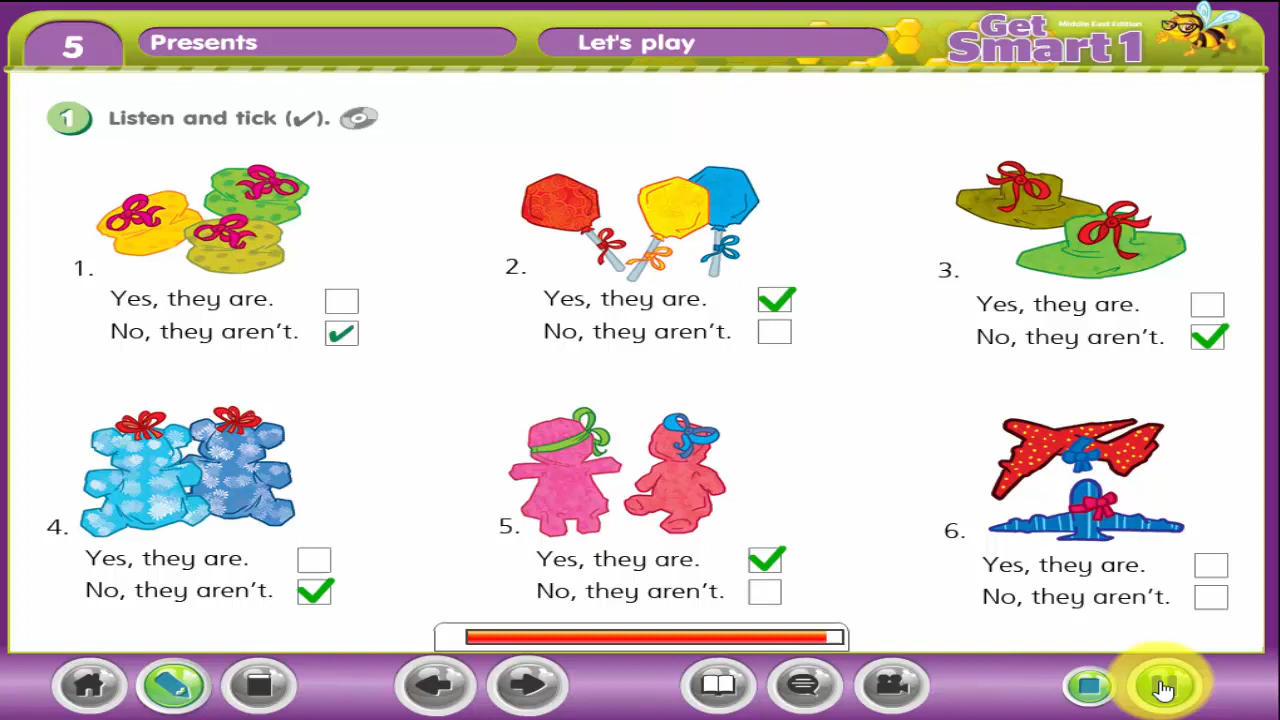 5
Presents
Let's play
Get Smart 1
Middle East Edition
1 Listen and tick (✔).
1.
Yes, they are.
No, they aren't. ✔
2.
Yes, they are. ✔
No, they aren't.
3.
Yes, they are.
No, they aren't. ✔
4.
Yes, they are.
No, they aren't. ✔
5.
Yes, they are. ✔
No, they aren't.
6.
Yes, they are.
No, they aren't.